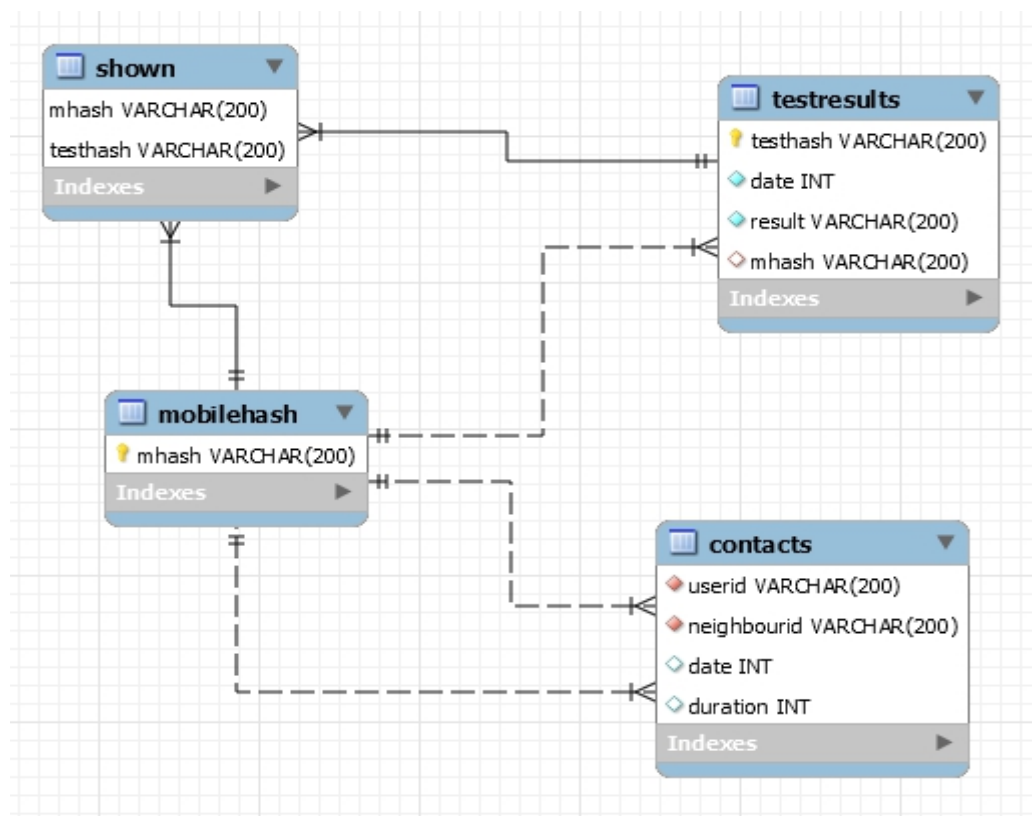 shown
mhash VARCHAR(200)
testhash VARCHAR(200)
Indexes
testresults
testhash VARCHAR(200)
date INT
result VARCHAR(200)
mhash VARCHAR(200)
Indexes
mobilehash
mhash VARCHAR(200)
Indexes
contacts
userid VARCHAR(200)
neighbourid VARCHAR(200)
date INT
duration INT
Indexes